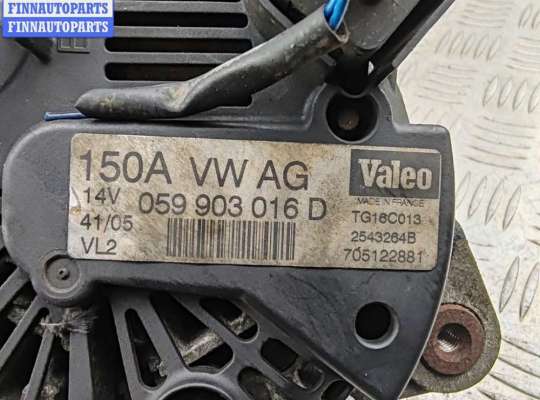 FINNAUTOPARTS
FINNAUTOPARTS
150A VW AG
14V
059 903 016 D
41/05
VL2
Valeo
MADE IN FRANCE
TG16C013
2543264B
705122881